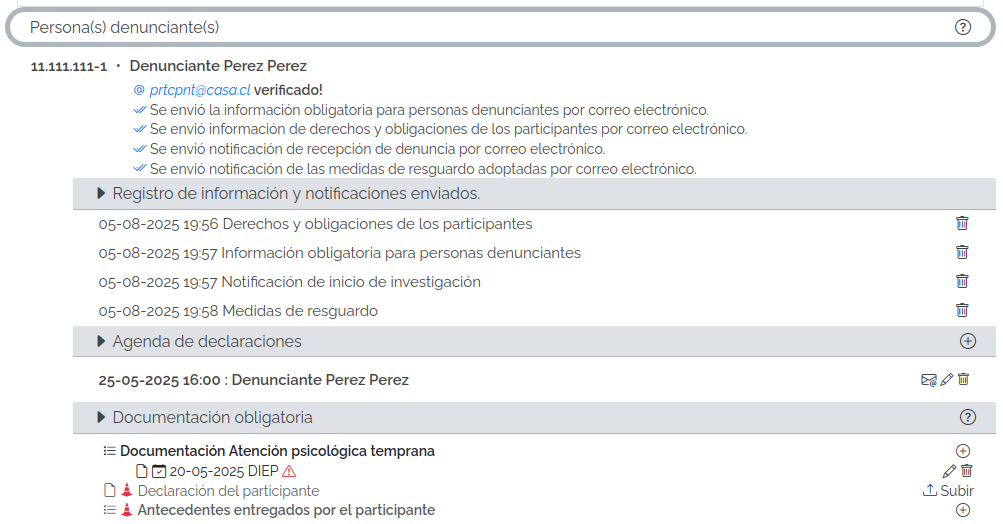 Persona(s) denunciante(s)
11.111.111-1 • Denunciante Perez Perez
@ prtcpnt@casa.cl verificado!
Se envió la información obligatoria para personas denunciantes por correo electrónico.
Se envió información de derechos y obligaciones de los participantes por correo electrónico.
Se envió notificación de recepción de denuncia por correo electrónico.
Se envió notificación de las medidas de resguardo adoptadas por correo electrónico.
Registro de información y notificaciones enviados.
05-08-2025 19:56 Derechos y obligaciones de los participantes
05-08-2025 19:57 Información obligatoria para personas denunciantes
05-08-2025 19:57 Notificación de inicio de investigación
05-08-2025 19:58 Medidas de resguardo
Agenda de declaraciones
25-05-2025 16:00 : Denunciante Perez Perez
Documentación obligatoria
Documentación Atención psicológica temprana
20-05-2025 DIEP
Declaración del participante Subir
Antecedentes entregados por el participante